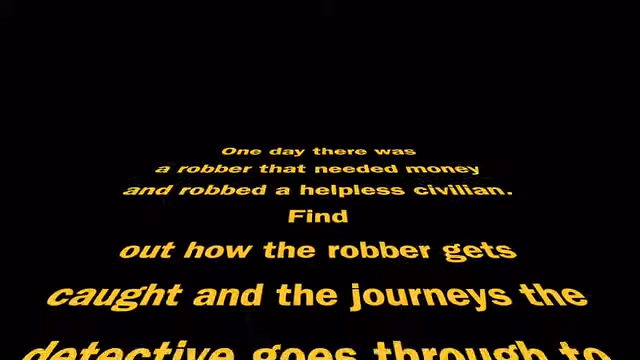 One day there was
a robber that needed money
and robbed a helpless civilian.
Find
out how the robber gets
caught and the journeys the
detective goes through to